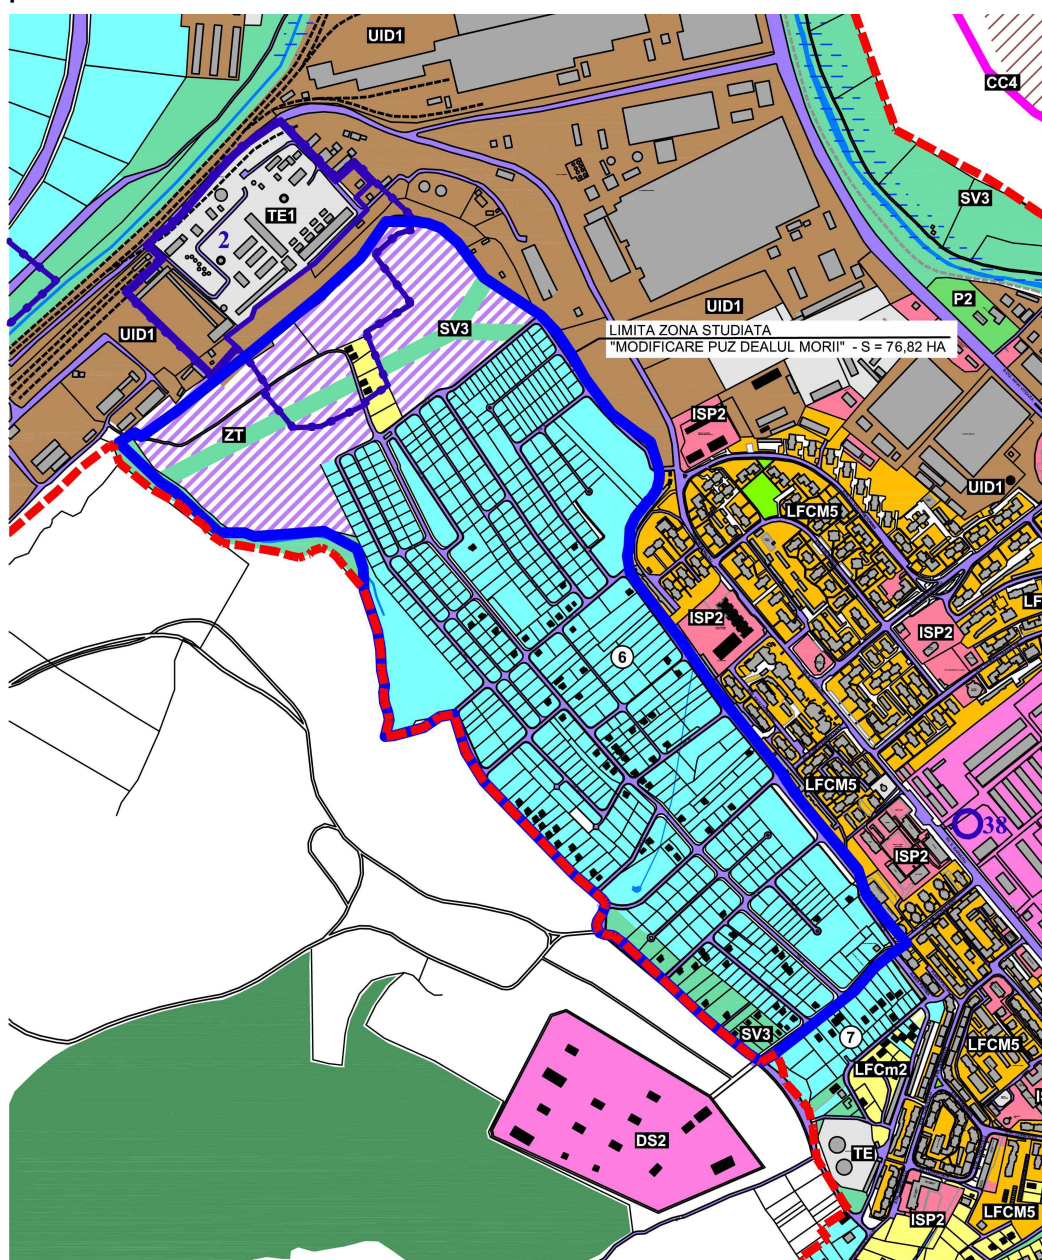 UID1
CC4
SV3
TE1
2
P2
UID1
SV3
UID1
LIMITA ZONA STUDIATA
"MODIFICARE PUZ DEALUL MORII" - S = 76,82 HA
ISP2
ZT
UID1
LFCM5
LF
ISP2
ISP2
6
LFCM5
38
ISP2
SV3
7
LFCM5
LFCm2
DS2
TE
ISP2
LFCM5